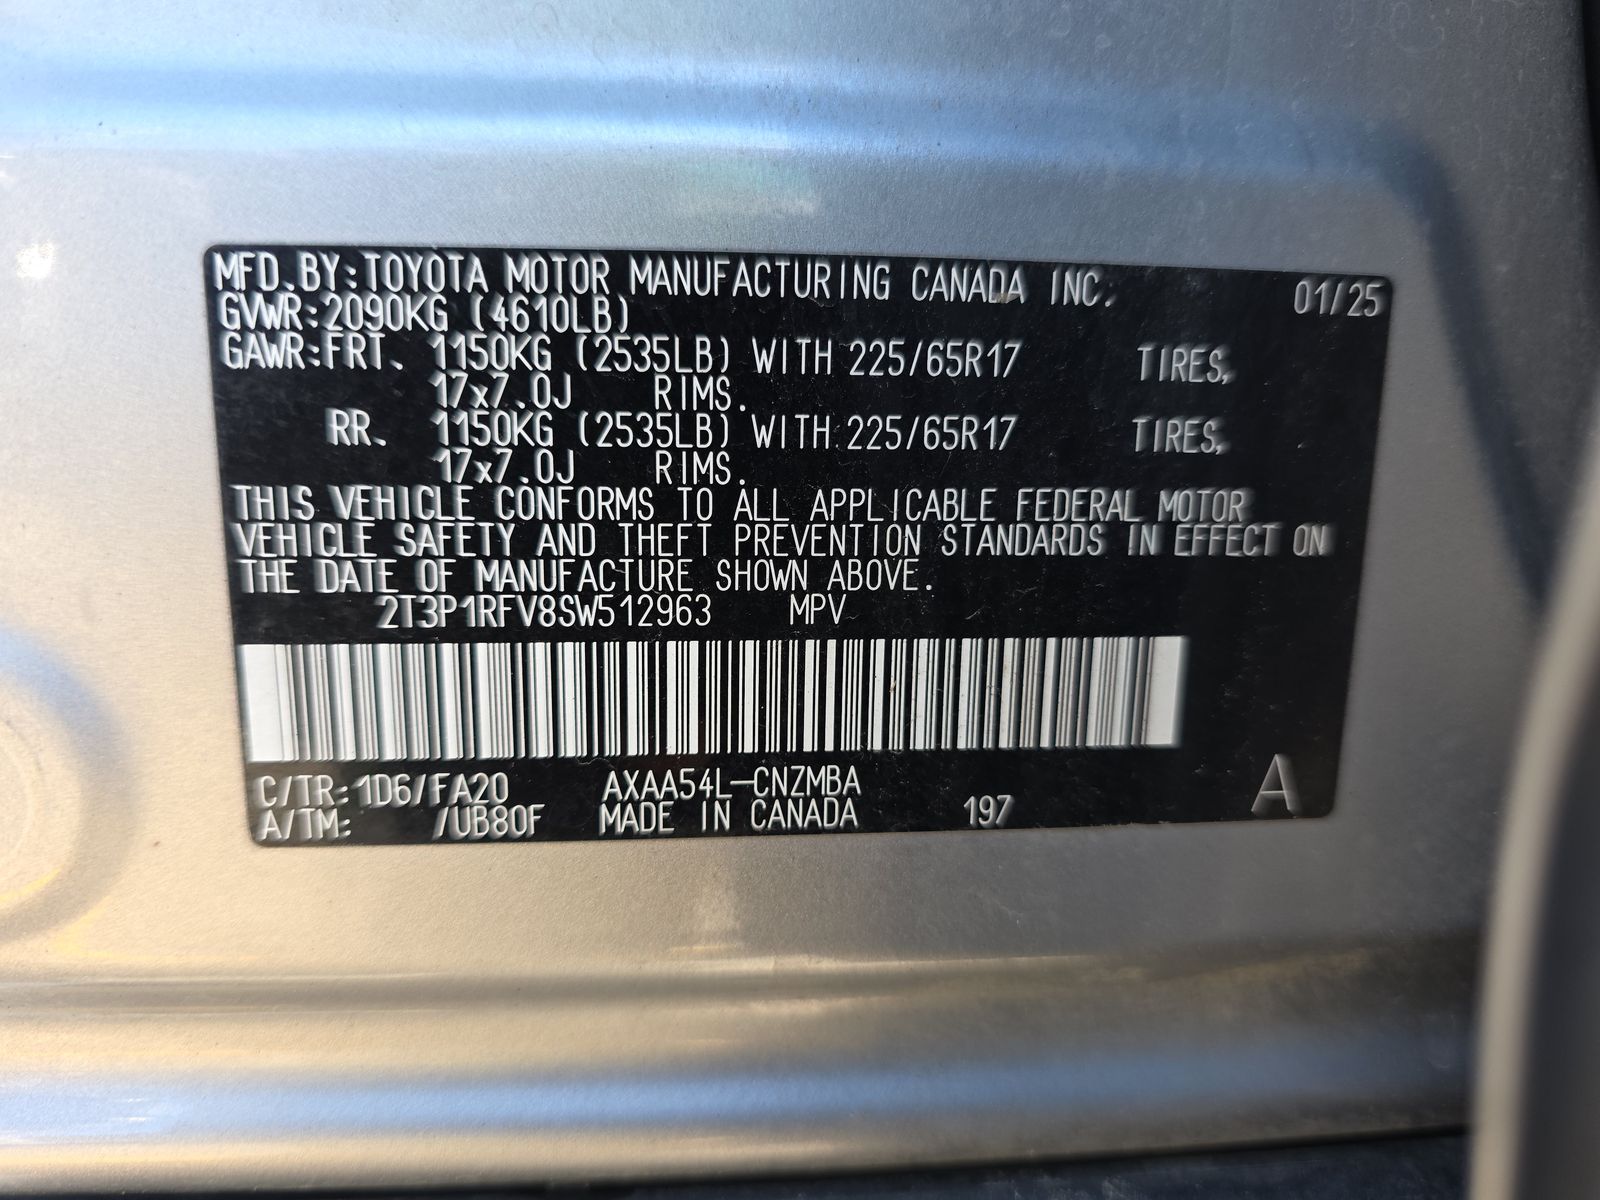 MFD.BY:TOYOTA MOTOR MANUFACTURING CANADA INC. 01/25
GVWR:2090KG (4610LB)
GAWR:FRT. 1150KG (2535LB) WITH 225/65R17 TIRES,
17x7.0J RIMS.
RR. 1150KG (2535LB) WITH 225/65R17 TIRES,
17x7.0J RIMS.
THIS VEHICLE CONFORMS TO ALL APPLICABLE FEDERAL MOTOR
VEHICLE SAFETY AND THEFT PREVENTION STANDARDS IN EFFECT ON
THE DATE OF MANUFACTURE SHOWN ABOVE.
2T3P1RFV8SW512963 MPV
C/TR:1D6/FA20 AXAA54L-CNZMBA
A/TM: /UB80F MADE IN CANADA 197 A